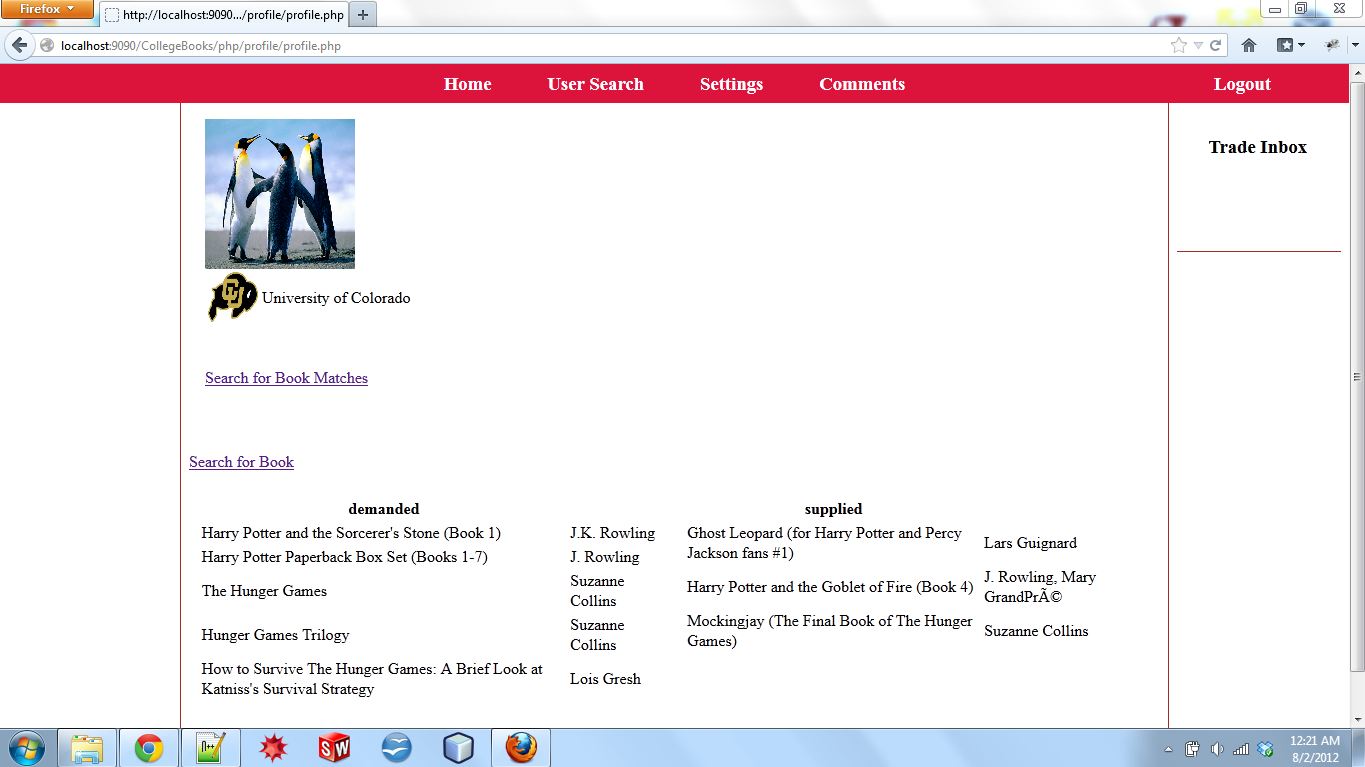 Firefox
http://localhost:9090.../profile/profile.php
localhost:9090/CollegeBooks/php/profile/profile.php
Home User Search Settings Comments Logout
Trade Inbox
CU University of Colorado
Search for Book Matches
Search for Book
demanded
Harry Potter and the Sorcerer's Stone (Book 1) J.K. Rowling
Harry Potter Paperback Box Set (Books 1-7) J. Rowling
The Hunger Games Suzanne
Collins
Hunger Games Trilogy Suzanne
Collins
How to Survive The Hunger Games: A Brief Look at
Katniss's Survival Strategy Lois Gresh
supplied
Ghost Leopard (for Harry Potter and Percy
Jackson fans #1) Lars Guignard
Harry Potter and the Goblet of Fire (Book 4) J. Rowling, Mary
GrandPrÃ©
Mockingjay (The Final Book of The Hunger
Games) Suzanne Collins
n++
SW
12:21 AM
8/2/2012